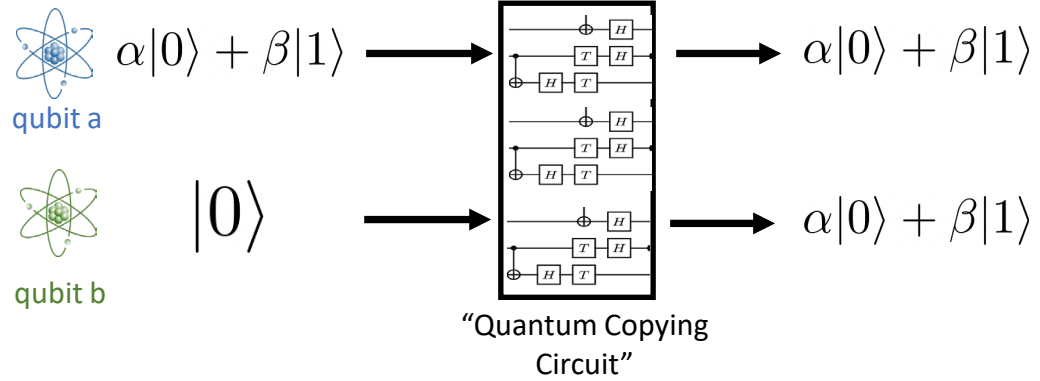 α|0⟩ + β|1⟩
α|0⟩ + β|1⟩
qubit a
|0⟩
α|0⟩ + β|1⟩
qubit b
H
T H
H T
H
T H
H T
H
T H
H T
“Quantum Copying
Circuit”